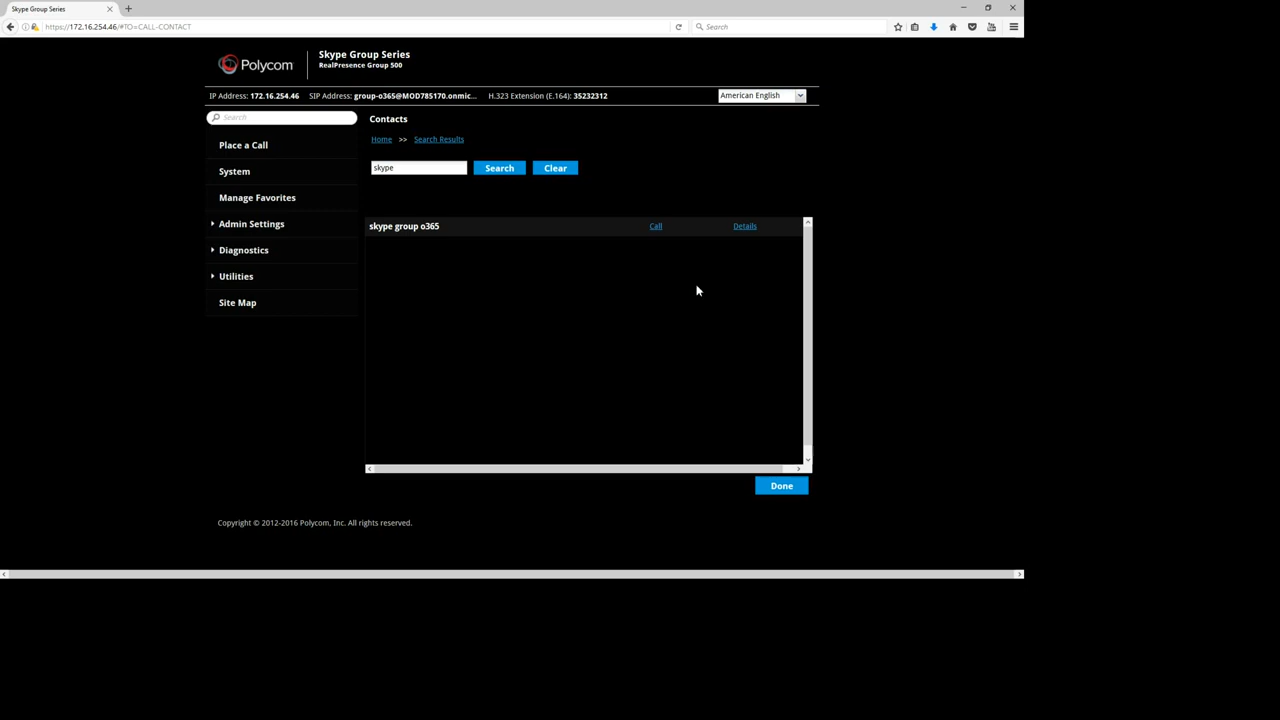 Skype Group Series
https://172.16.254.46/#TO=CALL-CONTACT
Search
Polycom
Skype Group Series
RealPresence Group 500
IP Address: 172.16.254.46 SIP Address: group-o365@MOD785170.onmic... H.323 Extension (E.164): 35232312
American English
Search
Place a Call
System
Manage Favorites
Admin Settings
Diagnostics
Utilities
Site Map
Contacts
Home >> Search Results
skype Search Clear
skype group o365 Call Details
Done
Copyright © 2012-2016 Polycom, Inc. All rights reserved.